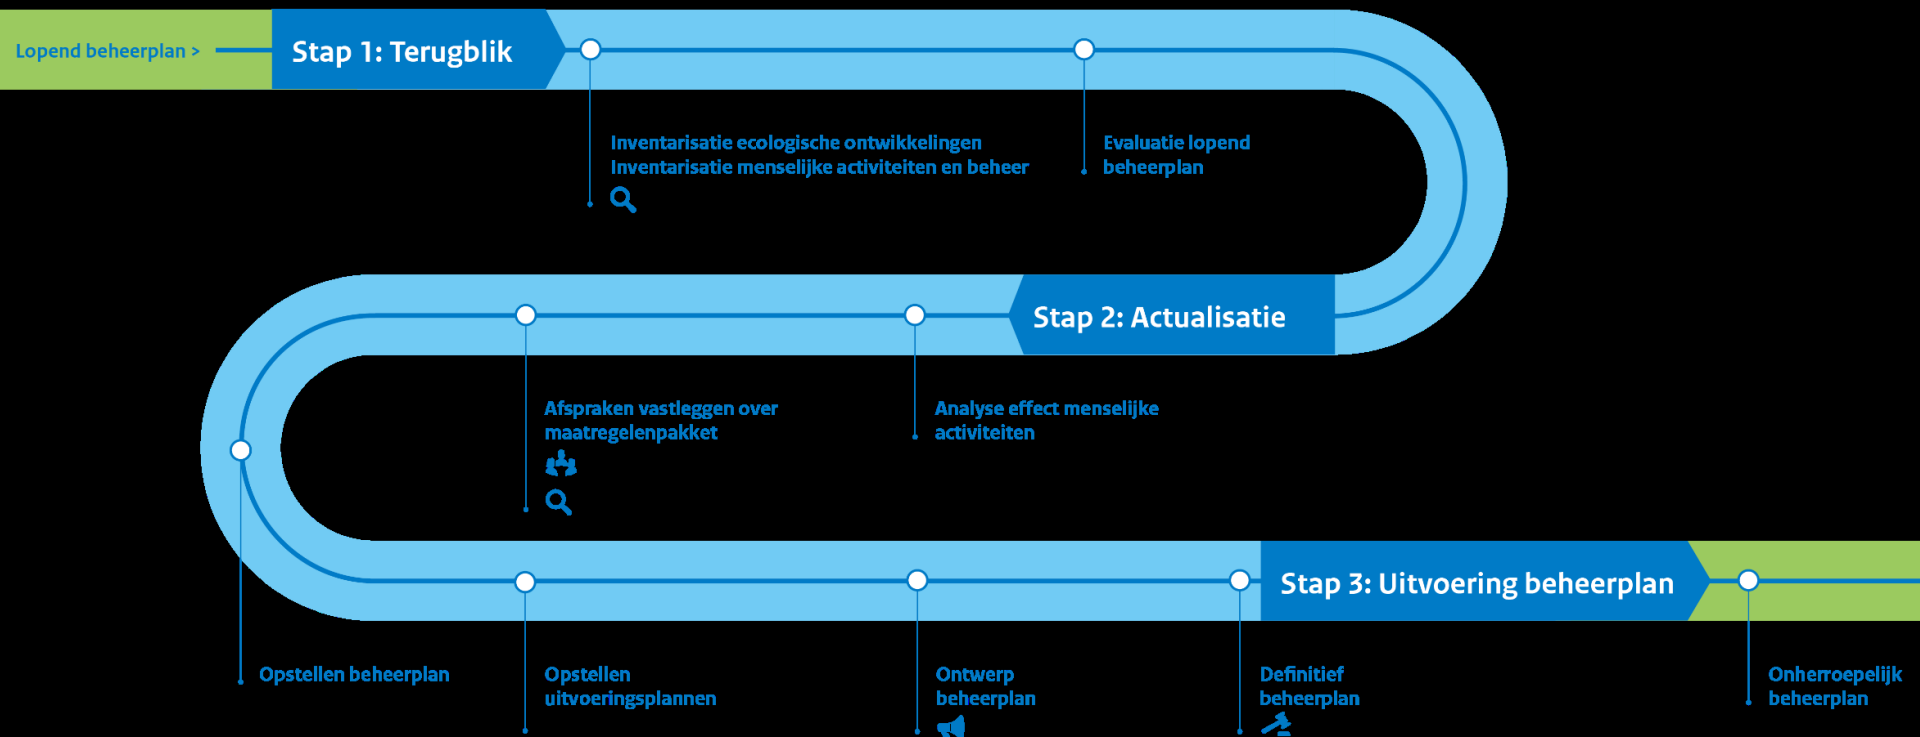 Lopend beheerplan >
Stap 1: Terugblik
Inventarisatie ecologische ontwikkelingen
Inventarisatie menselijke activiteiten en beheer
Evaluatie lopend
beheerplan
Stap 2: Actualisatie
Analyse effect menselijke
activiteiten
Afspraken vastleggen over
maatregelenpakket
Opstellen beheerplan
Opstellen
uitvoeringsplannen
Ontwerp
beheerplan
Definitief
beheerplan
Stap 3: Uitvoering beheerplan
Onherroepelijk
beheerplan